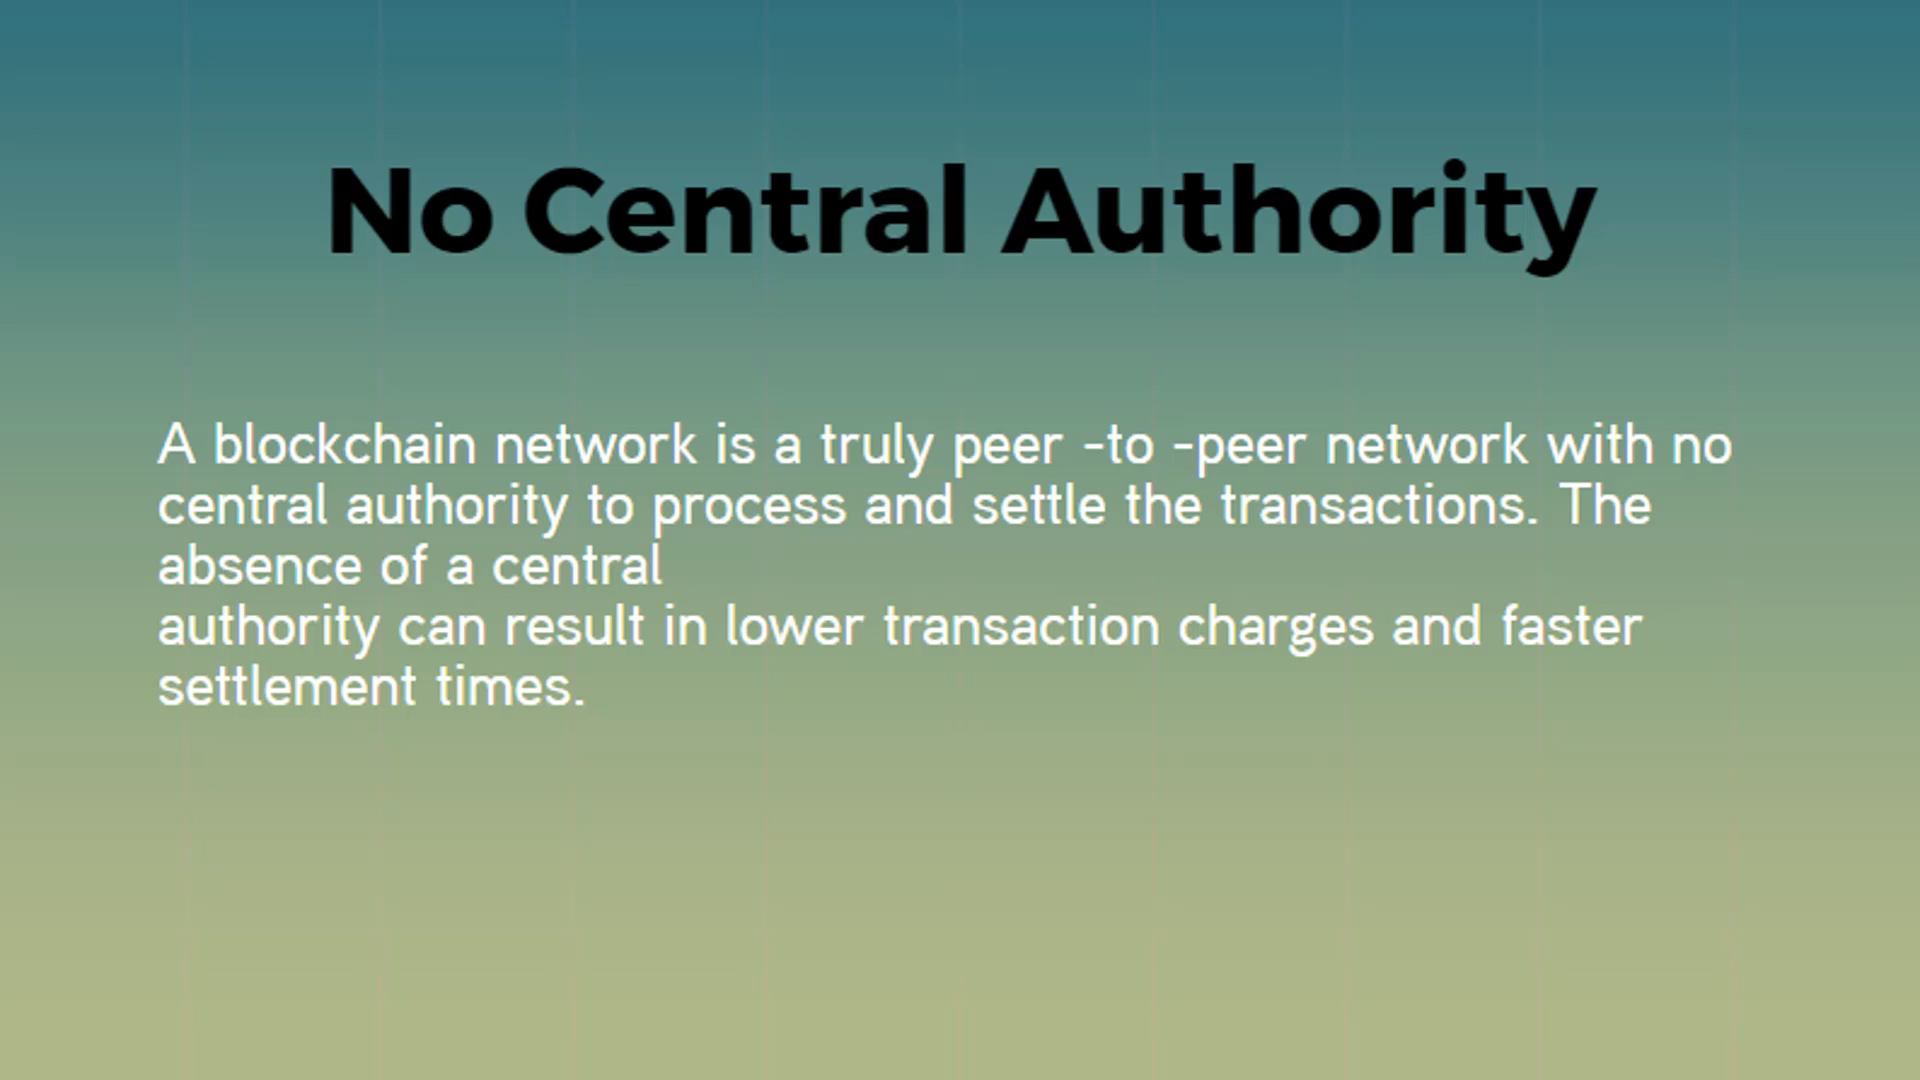 No Central Authority
A blockchain network is a truly peer -to -peer network with no
central authority to process and settle the transactions. The
absence of a central
authority can result in lower transaction charges and faster
settlement times.